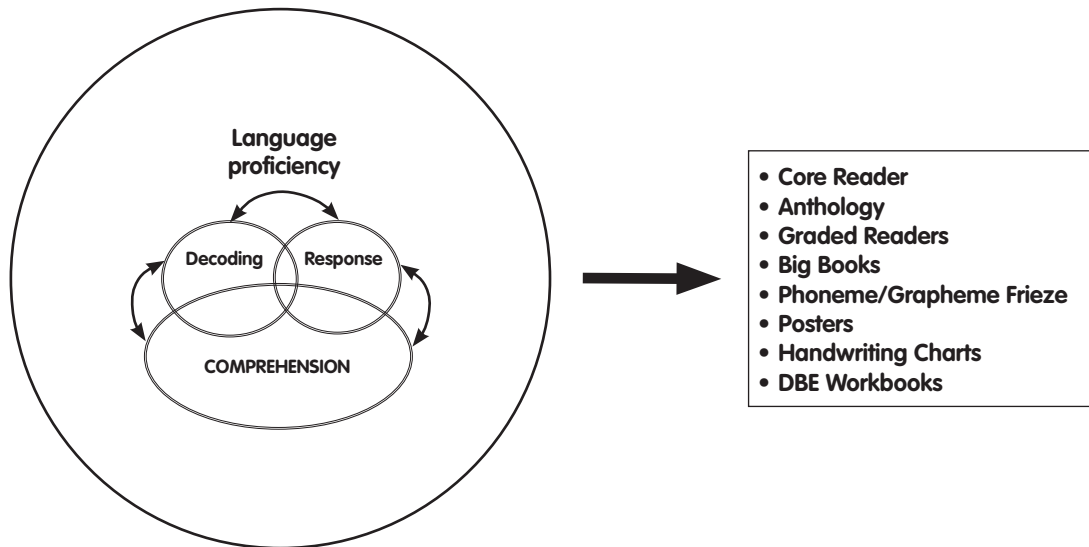 Language
proficiency
Decoding
Response
COMPREHENSION
• Core Reader
• Anthology
• Graded Readers
• Big Books
• Phoneme/Grapheme Frieze
• Posters
• Handwriting Charts
• DBE Workbooks